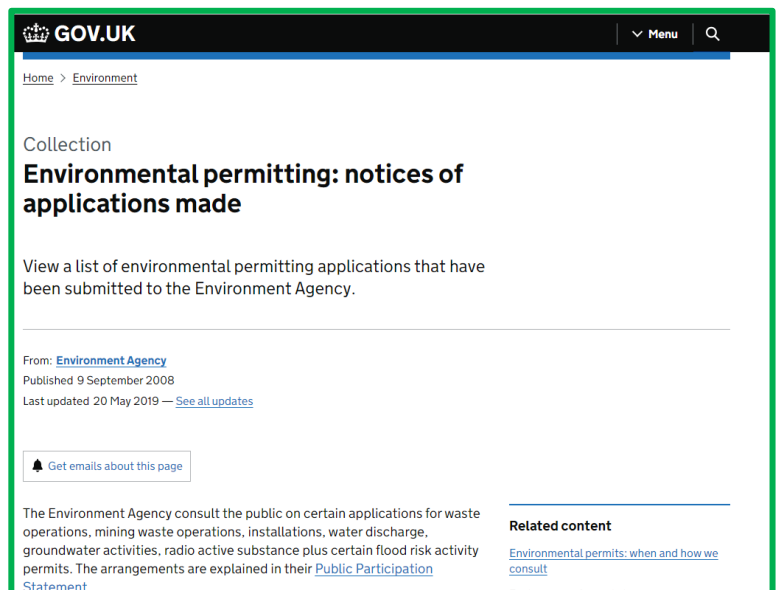 GOV.UK
Menu
Home > Environment
Collection
Environmental permitting: notices of
applications made
View a list of environmental permitting applications that have
been submitted to the Environment Agency.
From: Environment Agency
Published 9 September 2008
Last updated 20 May 2019 — See all updates
Get emails about this page
The Environment Agency consult the public on certain applications for waste
operations, mining waste operations, installations, water discharge,
groundwater activities, radio active substance plus certain flood risk activity
permits. The arrangements are explained in their Public Participation
Statement
Related content
Environmental permits: when and how we
consult